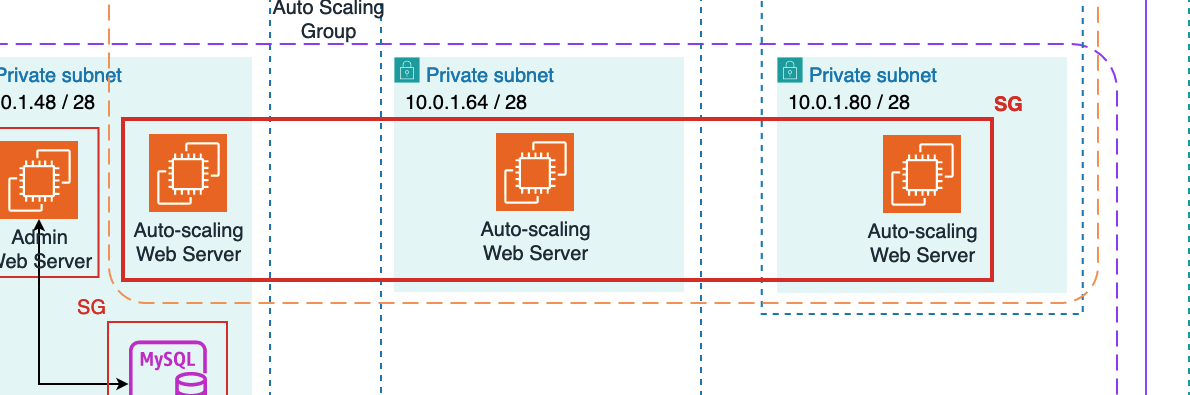 Auto Scaling
Group
Private subnet
0.1.48 / 28
Private subnet
10.0.1.64 / 28
Private subnet
10.0.1.80 / 28
SG
Admin
Web Server
Auto-scaling
Web Server
Auto-scaling
Web Server
Auto-scaling
Web Server
SG
MySQL